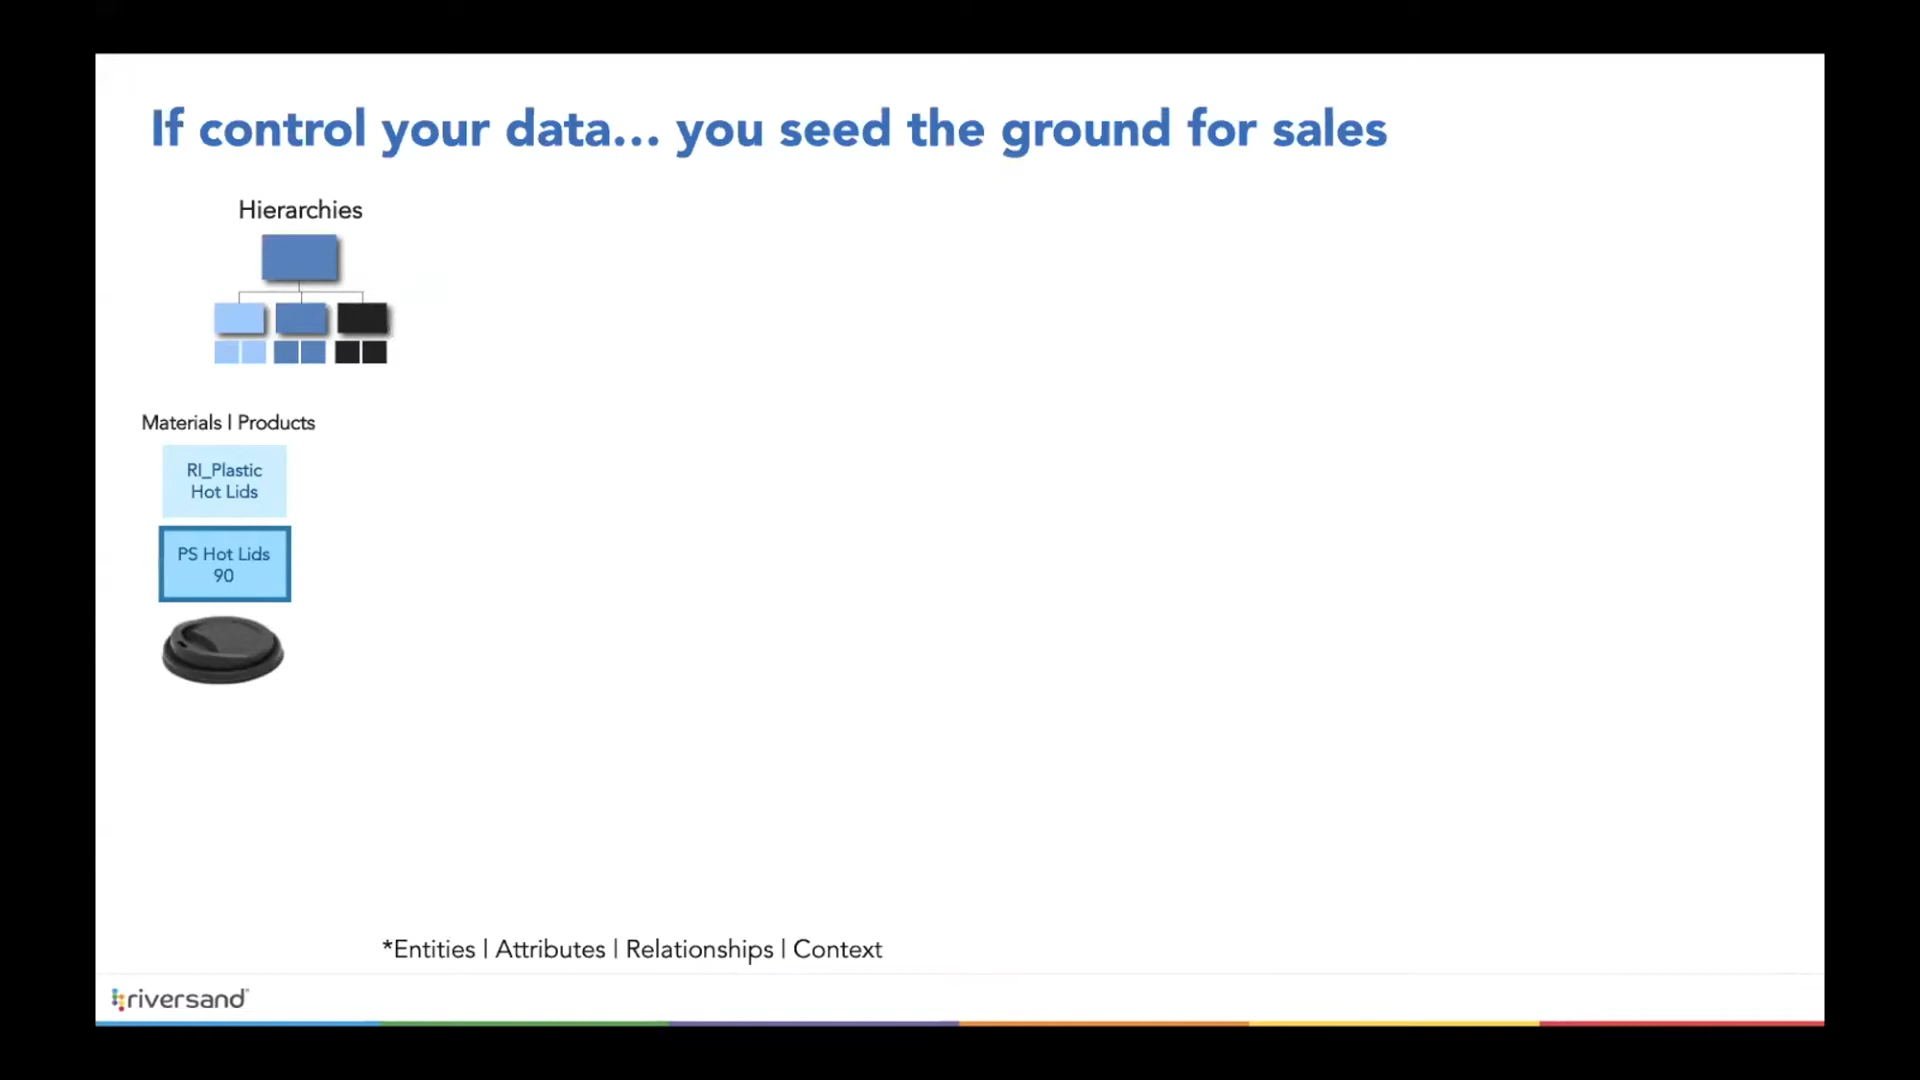 If control your data... you seed the ground for sales
Hierarchies
Materials | Products
RI_Plastic
Hot Lids
PS Hot Lids
90
*Entities | Attributes | Relationships | Context
riversand